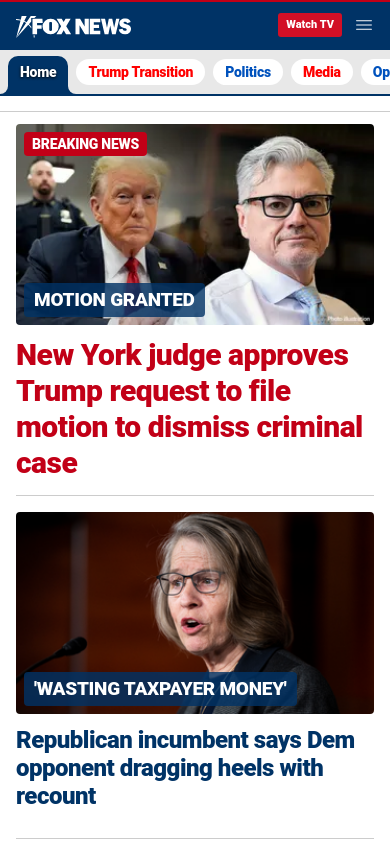 FOX NEWS
Watch TV
Home
Trump Transition
Politics
Media
Op
BREAKING NEWS
MOTION GRANTED
Photo Illustration
New York judge approves
Trump request to file
motion to dismiss criminal
case
'WASTING TAXPAYER MONEY'
Republican incumbent says Dem
opponent dragging heels with
recount